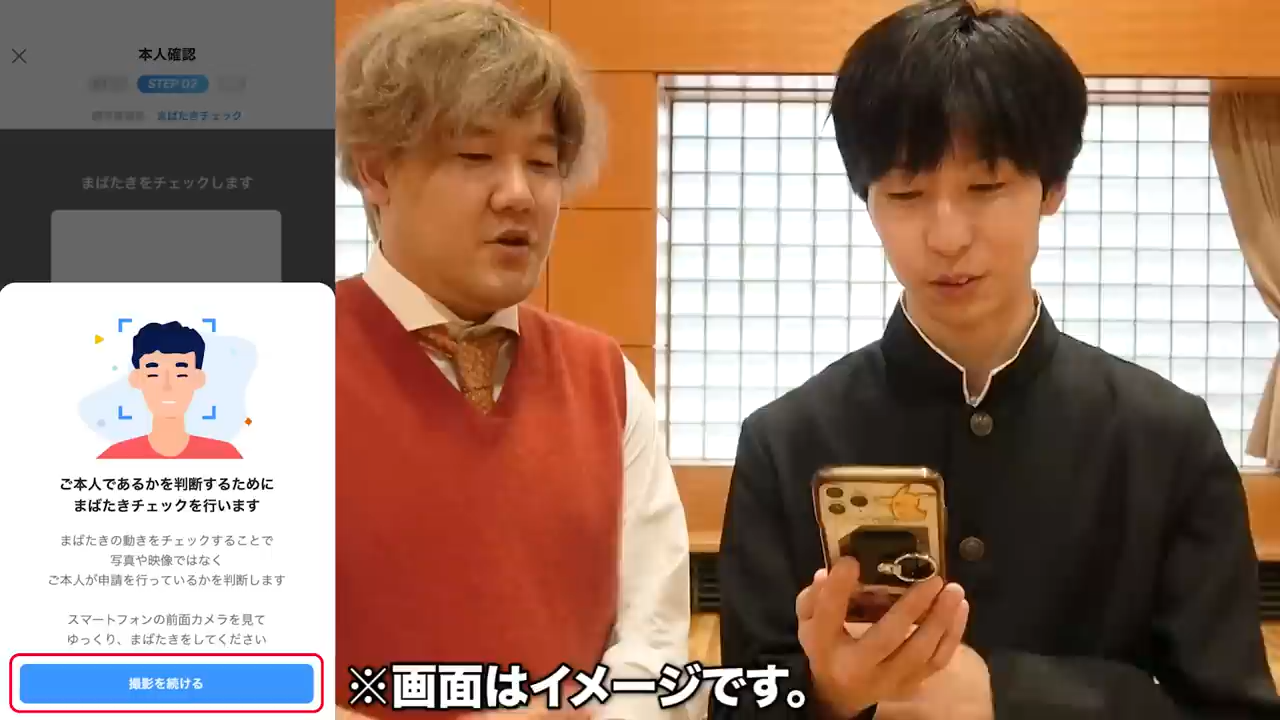 本人確認
STEP 02
まばたきチェック
まばたきをチェックします
ご本人であるかを判断するために
まばたきチェックを行います
まばたきの動きをチェックすることで
写真や映像ではなく
ご本人が申請を行っているかを判断します
スマートフォンの前面カメラを見て
ゆっくり、まばたきをしてください
撮影を続ける
※画面はイメージです。